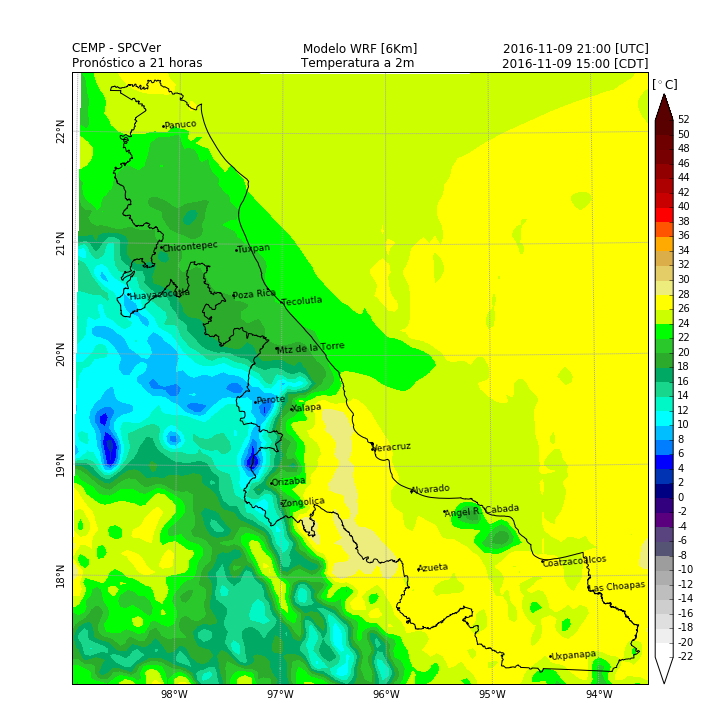 CEMP - SPCVer Modelo WRF [6Km] 2016-11-09 21:00 [UTC]
Pronóstico a 21 horas Temperatura a 2m 2016-11-09 15:00 [CDT]
[°C]
52
50
48
46
44
42
40
38
36
34
32
30
28
26
24
22
20
18
16
14
12
10
8
6
4
2
0
-2
-4
-6
-8
-10
-12
-14
-16
-18
-20
-22
22°N
21°N
20°N
19°N
18°N
Panuco
Chicontepec
Tuxpan
Huayacocotla
Poza Rica
Tecolutla
Mtz de la Torre
Perote
Xalapa
Veracruz
Orizaba
Alvarado
Zongolica
Angel R. Cabada
Azueta
Coatzacoalcos
Las Choapas
Uxpanapa
98°W 97°W 96°W 95°W 94°W